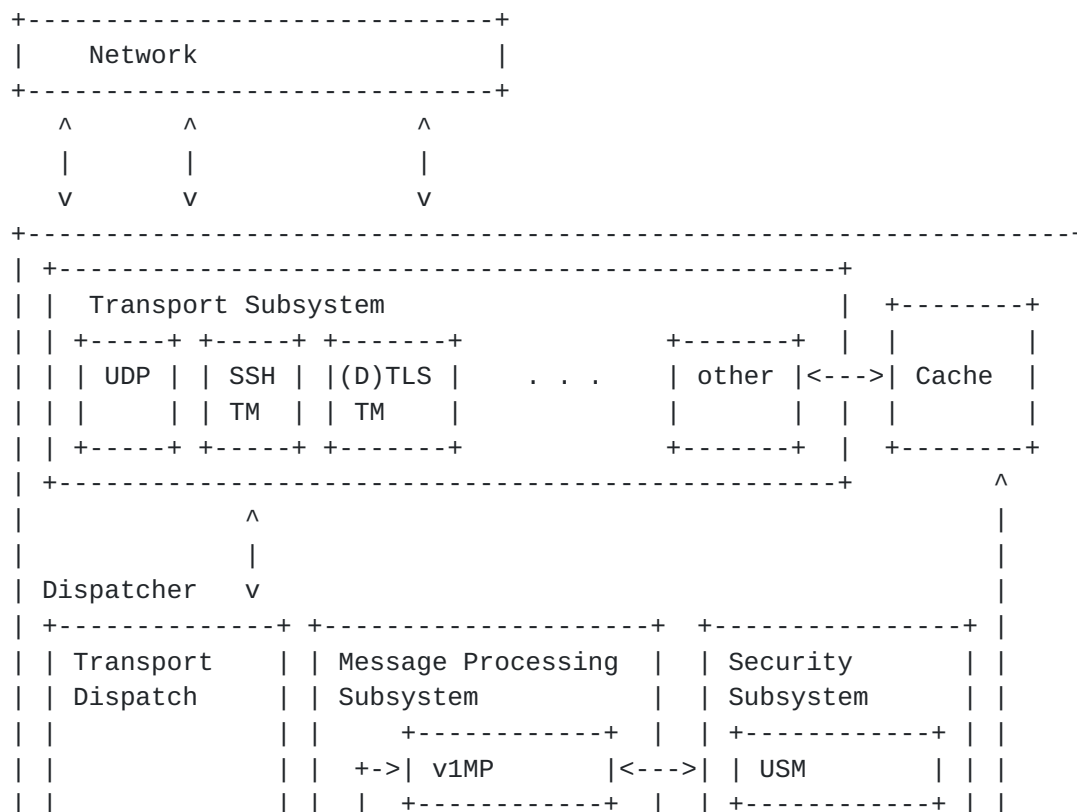 +------------------------------+
|    Network                   |
+------------------------------+
   ^       ^              ^
   |       |              |
   v       v              v
+-------------------------------------------------------------------+
| +--------------------------------------------------+
| |  Transport Subsystem                             |  +--------+
| | +-----+ +-----+ +-------+             +-------+  |  |        |
| | | UDP | | SSH | |(D)TLS |    . . .    | other |<--->| Cache  |
| | |     | | TM  | | TM    |             |       |  |  |        |
| | +-----+ +-----+ +-------+             +-------+  |  +--------+
| +--------------------------------------------------+         ^
|              ^                                               |
|              |                                               |
| Dispatcher   v                                               |
| +--------------+ +---------------------+  +----------------+ |
| | Transport    | | Message Processing  |  | Security       | |
| | Dispatch     | | Subsystem           |  | Subsystem      | |
| |              | |     +------------+  |  | +------------+ | |
| |              | |  +->| v1MP       |<--->| | USM        | | |
| |              | |  |  +------------+  |  | +------------+ | |